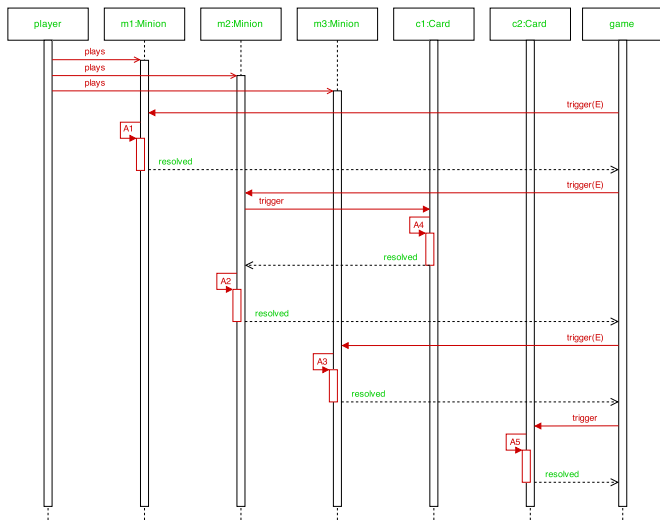 player
m1:Minion
m2:Minion
m3:Minion
c1:Card
c2:Card
game
plays
plays
plays
trigger(E)
A1
resolved
trigger(E)
trigger
A4
resolved
A2
resolved
trigger(E)
A3
resolved
trigger
A5
resolved